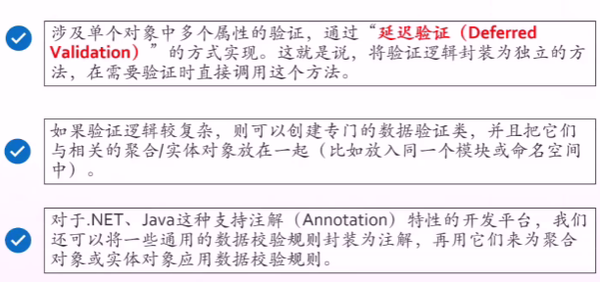 涉及单个对象中多个属性的验证，通过“延迟验证（Deferred
Validation）”的方式实现。这就是说，将验证逻辑封装为独立的方
法，在需要验证时直接调用这个方法。
如果验证逻辑较复杂，则可以创建专门的数据验证类，并且把它们
与相关的聚合/实体对象放在一起（比如放入同一个模块或命名空间
中）。
对于.NET、Java这种支持注解（Annotation）特性的开发平台，我们
还可以将一些通用的数据校验规则封装为注解，再用它们来为聚合
对象或实体对象应用数据校验规则。